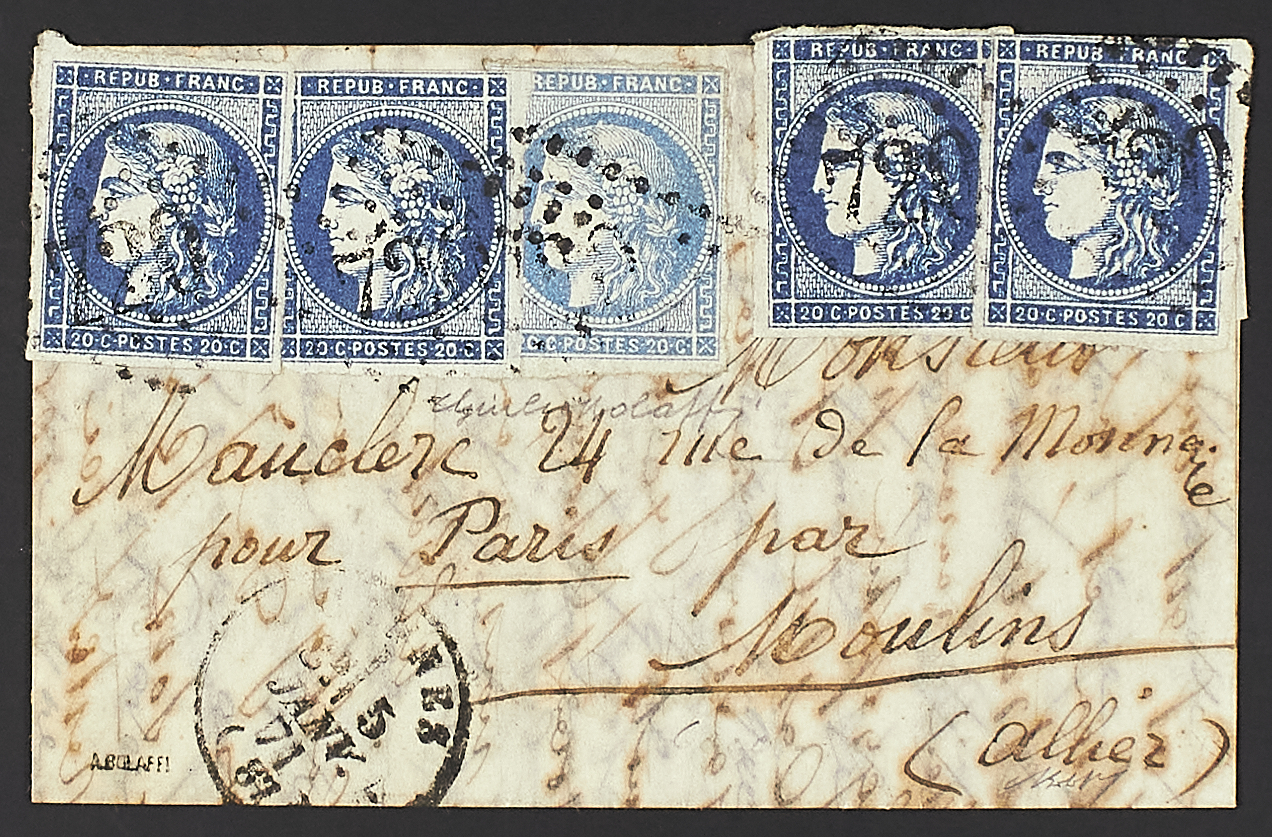 REPUB·FRANC·
REPUB·FRANC·
REPUB·FRANC·
REPUB·FRANC·
REPUB·FRANC·
20·C·POSTES·20·C
20·C·POSTES·20·C
20·C·POSTES·20·C
20·C·POSTES·20·C
20·C·POSTES·20·C
Monsieur
Mauclerc 24 rue de la Monnaie
pour Paris par
Moulins
(allier)
5
JANV.
71
A.BOLAFFI